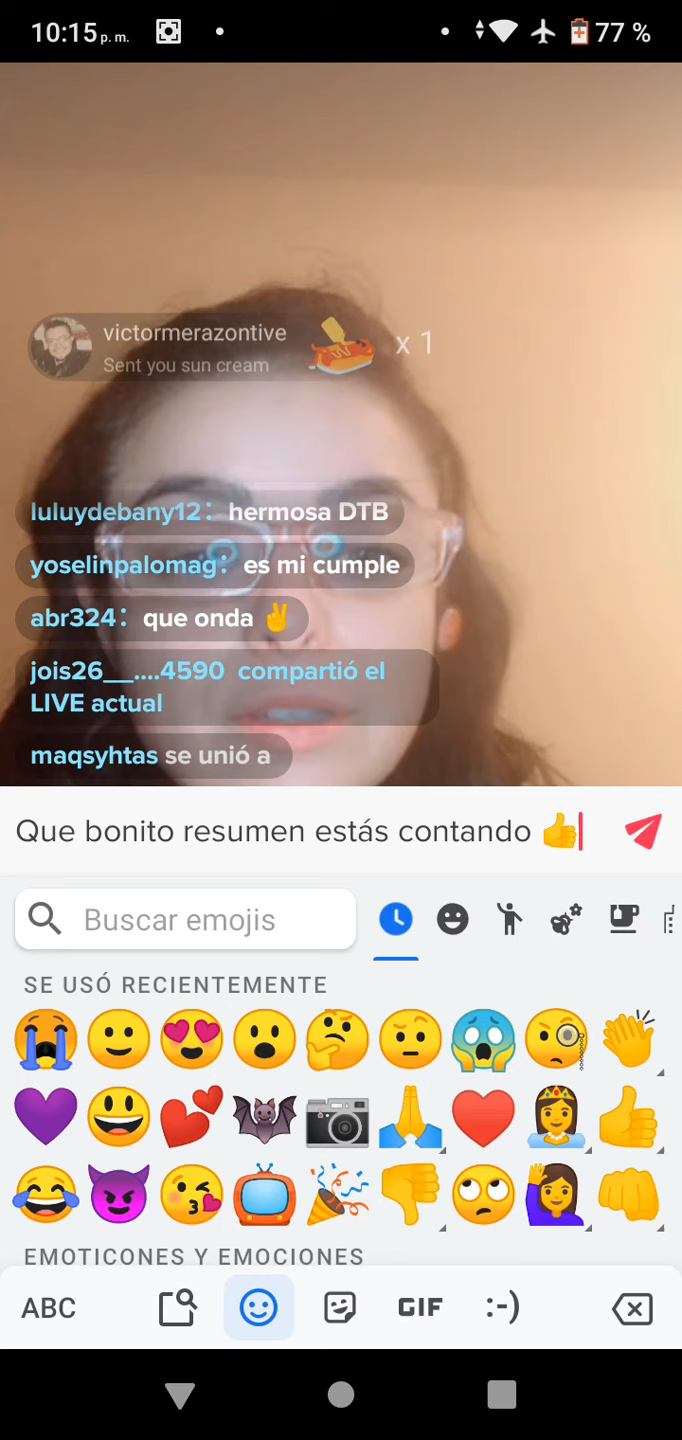 10:15 p. m.
77 %
victormerazontive
Sent you sun cream
x 1
luluydebany12: hermosa DTB
yoselinpalomag: es mi cumple
abr324: que onda ✌️
jois26__....4590 compartió el
LIVE actual
maqsyhtas se unió a
Que bonito resumen estás contando 👍
Buscar emojis
SE USÓ RECIENTEMENTE
EMOTICONES Y EMOCIONES
ABC
GIF
:-)